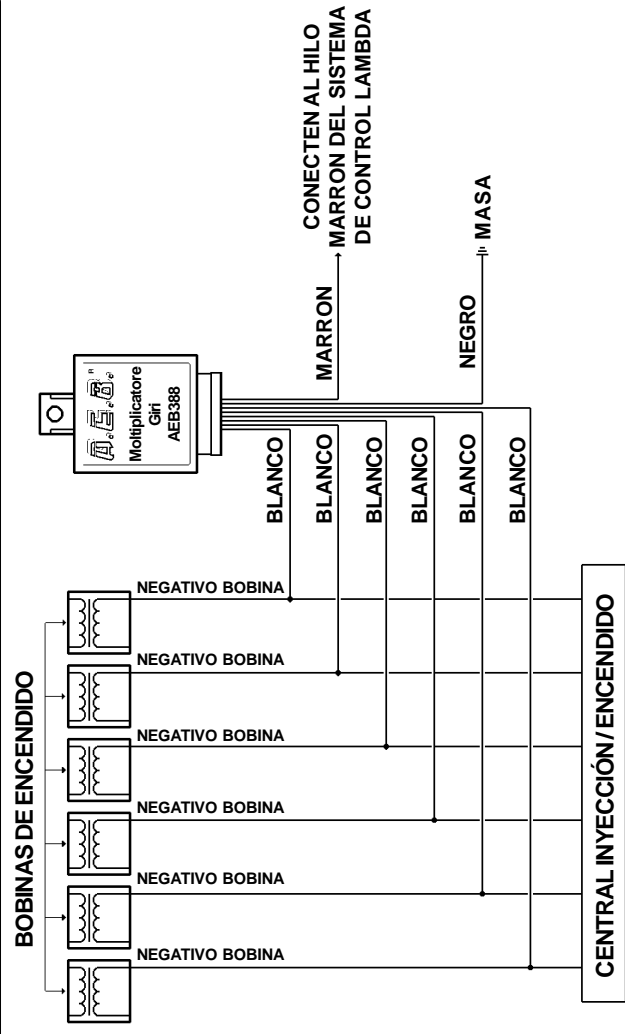 BOBINAS DE ENCENDIDO
NEGATIVO BOBINA
NEGATIVO BOBINA
NEGATIVO BOBINA
NEGATIVO BOBINA
NEGATIVO BOBINA
NEGATIVO BOBINA
A.E.B.®
Moltiplicatore
Giri
AEB388
BLANCO
BLANCO
BLANCO
BLANCO
BLANCO
BLANCO
MARRON
CONECTEN AL HILO
MARRON DEL SISTEMA
DE CONTROL LAMBDA
NEGRO
MASA
CENTRAL INYECCIÓN / ENCENDIDO